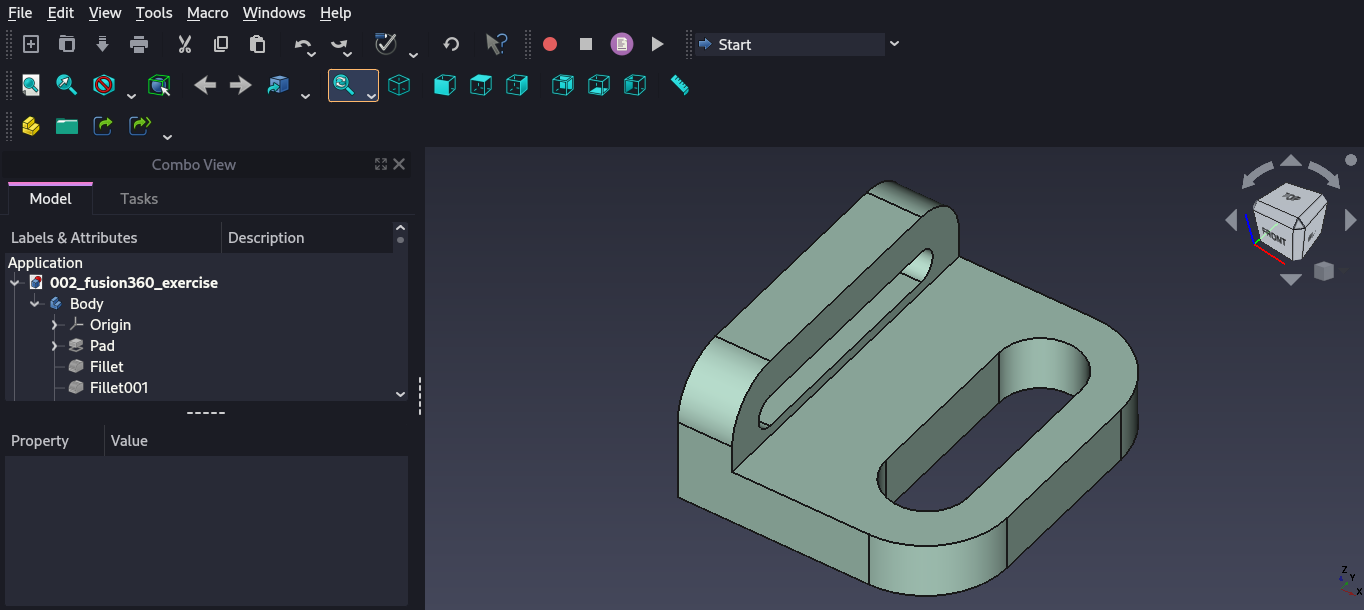 File Edit View Tools Macro Windows Help
Start
Combo View
Model Tasks
Labels & Attributes Description
Application
002_fusion360_exercise
Body
Origin
Pad
Fillet
Fillet001
Property Value
TOP
FRONT
Z
Y
X